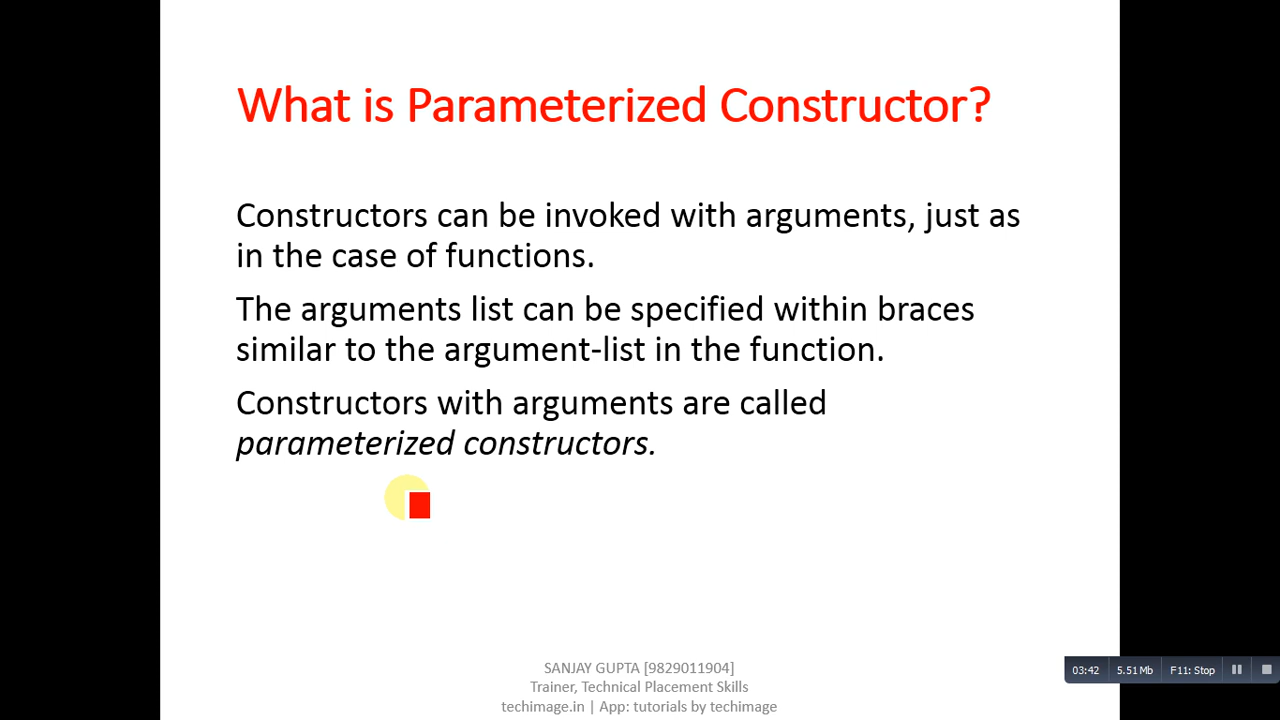 What is Parameterized Constructor?
Constructors can be invoked with arguments, just as
in the case of functions.
The arguments list can be specified within braces
similar to the argument-list in the function.
Constructors with arguments are called
parameterized constructors.
SANJAY GUPTA [9829011904]
Trainer, Technical Placement Skills
techimage.in | App: tutorials by techimage
03:42 5.51 Mb F11: Stop